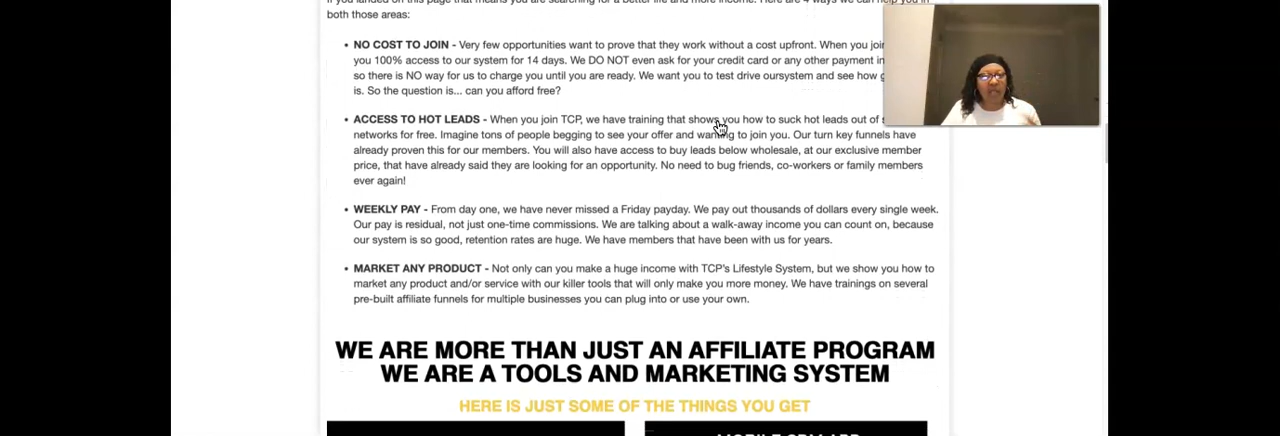 If you landed on this page that means you are searching for a better life and more income. Here are 4 ways we can help you in
both those areas:
• NO COST TO JOIN - Very few opportunities want to prove that they work without a cost upfront. When you join
you 100% access to our system for 14 days. We DO NOT even ask for your credit card or any other payment in
so there is NO way for us to charge you until you are ready. We want you to test drive oursystem and see how
is. So the question is... can you afford free?
• ACCESS TO HOT LEADS - When you join TCP, we have training that shows you how to suck hot leads out of
networks for free. Imagine tons of people begging to see your offer and wanting to join you. Our turn key funnels have
already proven this for our members. You will also have access to buy leads below wholesale, at our exclusive member
price, that have already said they are looking for an opportunity. No need to bug friends, co-workers or family members
ever again!
• WEEKLY PAY - From day one, we have never missed a Friday payday. We pay out thousands of dollars every single week.
Our pay is residual, not just one-time commissions. We are talking about a walk-away income you can count on, because
our system is so good, retention rates are huge. We have members that have been with us for years.
• MARKET ANY PRODUCT - Not only can you make a huge income with TCP's Lifestyle System, but we show you how to
market any product and/or service with our killer tools that will only make you more money. We have trainings on several
pre-built affiliate funnels for multiple businesses you can plug into or use your own.
WE ARE MORE THAN JUST AN AFFILIATE PROGRAM
WE ARE A TOOLS AND MARKETING SYSTEM
HERE IS JUST SOME OF THE THINGS YOU GET
MOBILE CRM APP